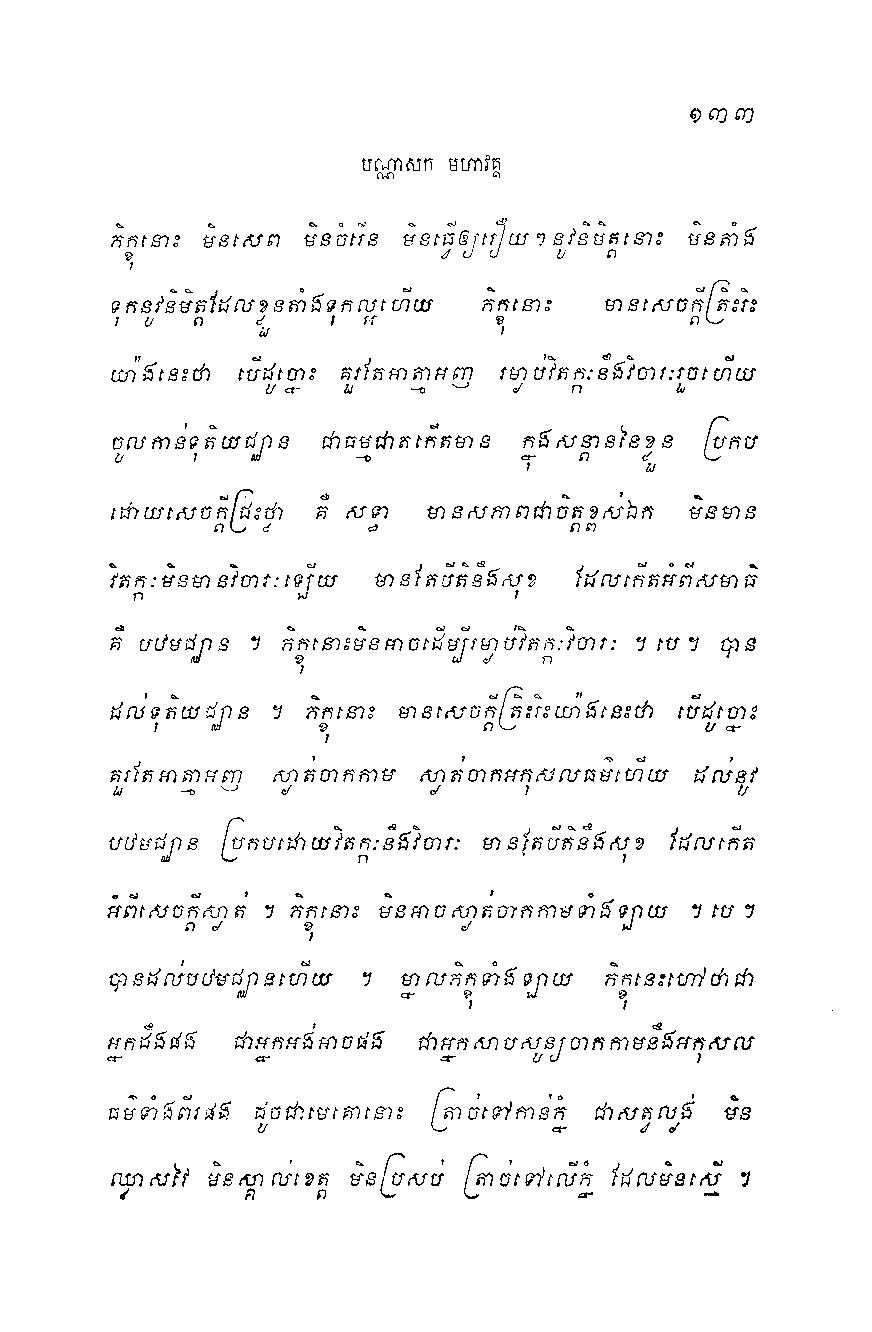 ១៣៣
បណ្ណាសក មហាវគ្គ
ភិក្ខុនោះ មិនសេព មិនចំរើន មិនធ្វើឲ្យរឿយៗនូវនិមិត្តនោះ មិនតាំង
ទុកនូវនិមិត្តដែលខ្លួនតាំងទុកល្អហើយ ភិក្ខុនោះ មានសេចក្តីត្រិះរិះ
យ៉ាងនេះថា បើដូច្នោះ គួរតែអាត្មាអញ រម្ងាប់វិតក្កៈនឹងវិចារៈរួចហើយ
ចូលកាន់ទុតិយជ្ឈាន ជាធម្មជាតកើតមាន ក្នុងសន្តាននៃខ្លួន ប្រកប
ដោយសេចក្តីជ្រះថ្លា គឺ សទ្ធា មានសភាពជាចិត្តខ្ពស់ឯក មិនមាន
វិតក្កៈមិនមានវិចារៈឡើយ មានតែបីតិនឹងសុខ ដែលកើតអំពីសមាធិ
គឺ បឋមជ្ឈាន ។ ភិក្ខុនោះមិនអាចដើម្បីរម្ងាប់វិតក្កៈវិចារៈ ។ បេ ។ បាន
ដល់ទុតិយជ្ឈាន ។ ភិក្ខុនោះ មានសេចក្តីត្រិះរិះយ៉ាងនេះថា បើដូច្នោះ
គួរតែអាត្មាអញ ស្ងាត់ចាកកាម ស្ងាត់ចាកអកុសលធម៌ហើយ ដល់នូវ
បឋមជ្ឈាន ប្រកបដោយវិតក្កៈនឹងវិចារៈ មានតែបីតិនឹងសុខ ដែលកើត
អំពីសេចក្តីស្ងាត់ ។ ភិក្ខុនោះ មិនអាចស្ងាត់ចាកកាមទាំងឡាយ ។ បេ ។
បានដល់បឋមជ្ឈានហើយ ។ ម្នាលភិក្ខុទាំងឡាយ ភិក្ខុនេះហៅថាជា
អ្នកដឹងផង ជាអ្នកអង់អាចផង ជាអ្នកសាបសូន្យចាកកាមនឹងអកុសល
ធម៌ទាំងពីរផង ដូចជាមេគោនោះ ត្រាច់ទៅកាន់ភ្នំ ជាសត្វល្ងង់ មិន
ឈ្លាសវៃ មិនស្គាល់ខេត្ត មិនប្រសប់ ត្រាច់ទៅលើភ្នំ ដែលមិនស្មើ ។